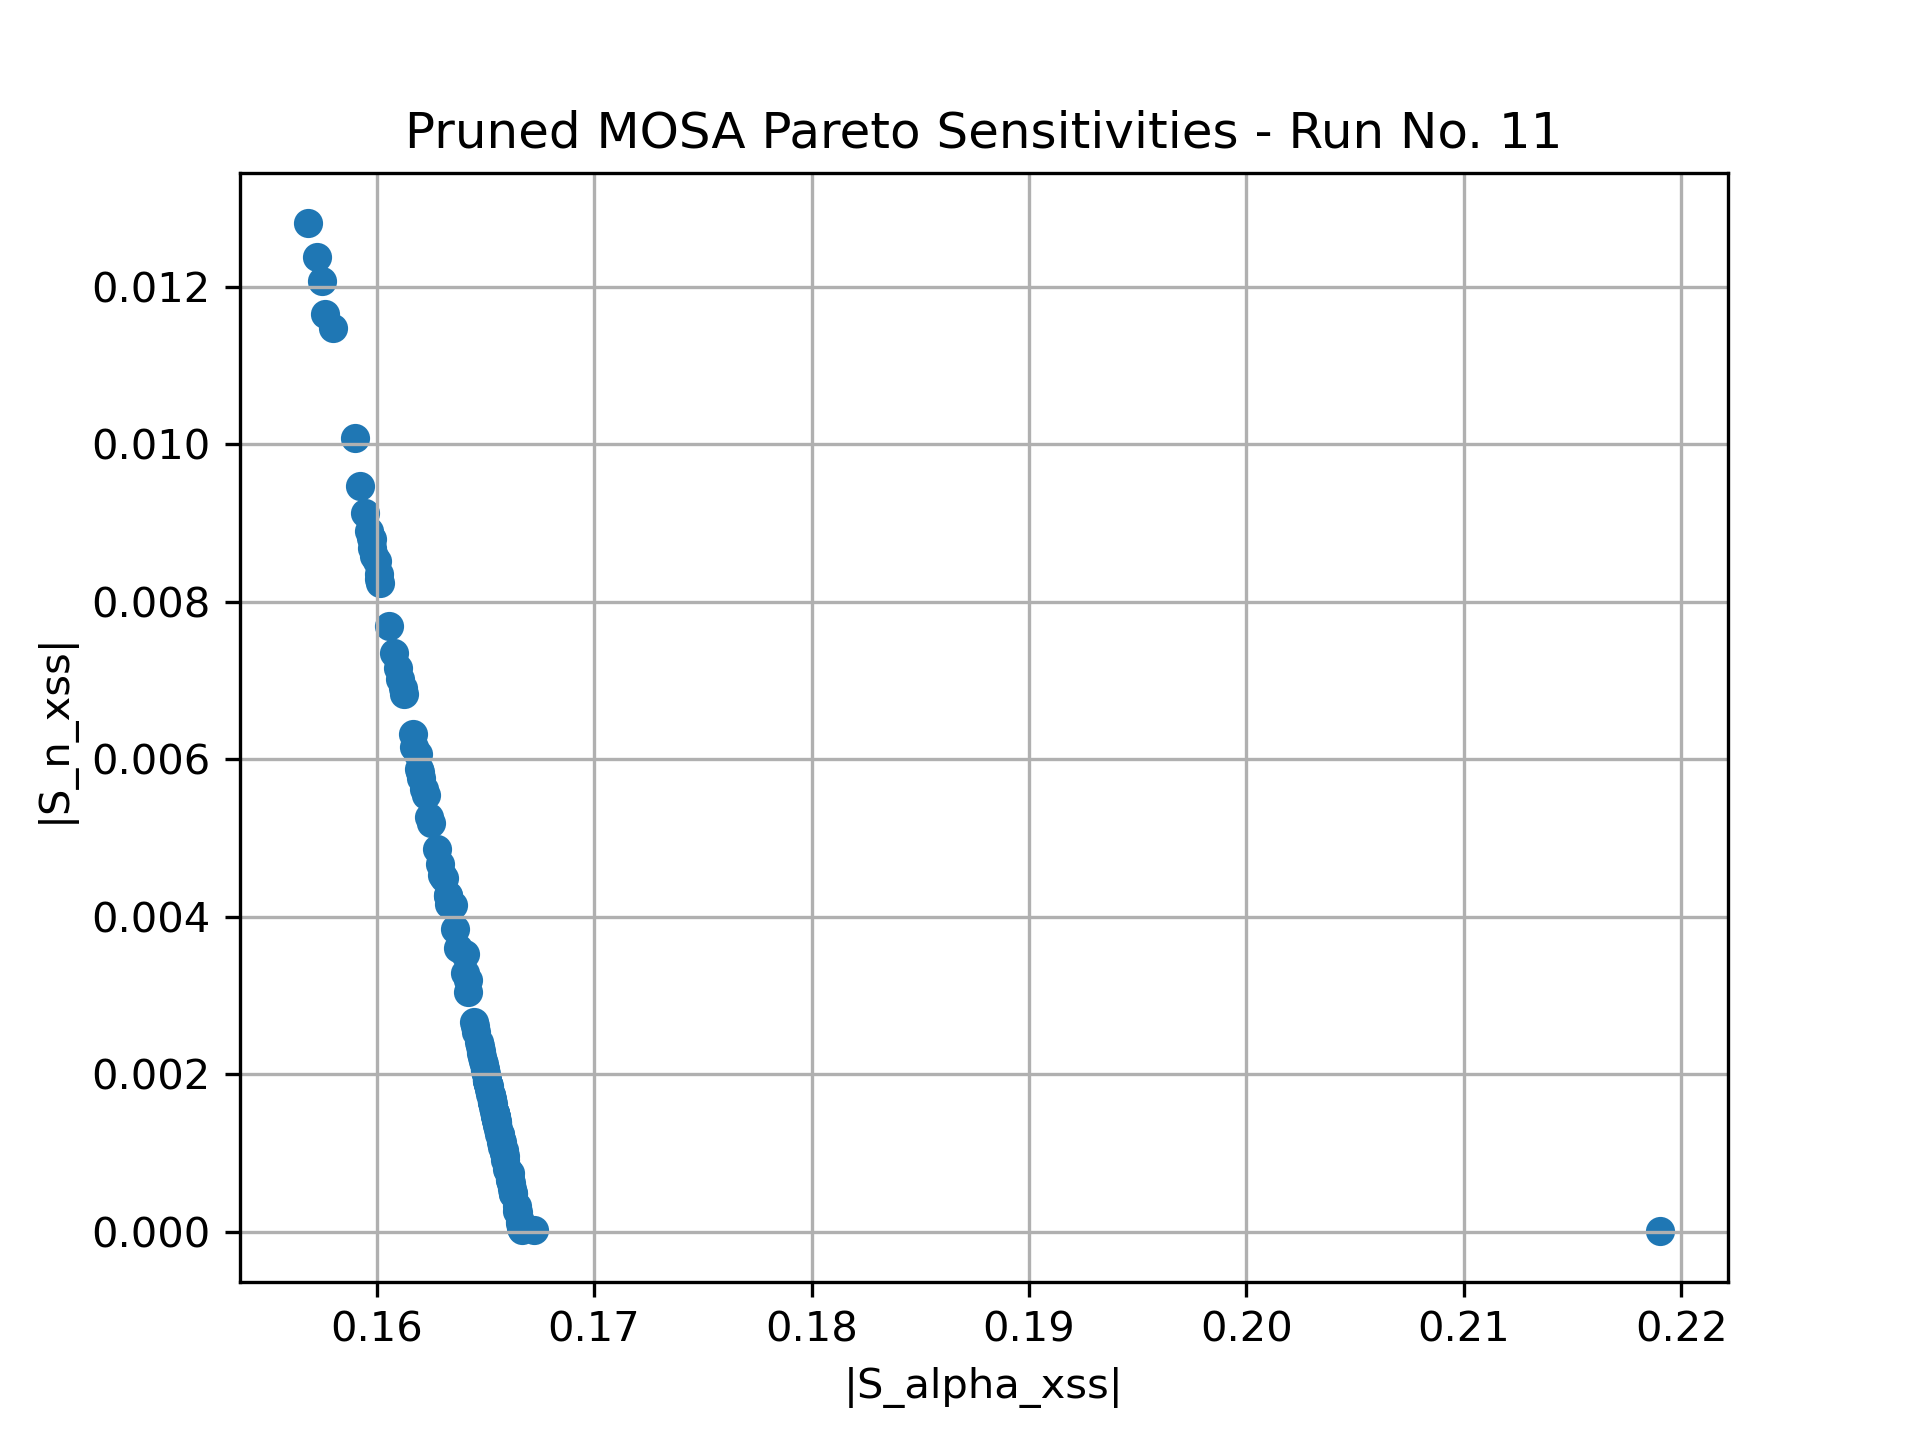 Pruned MOSA Pareto Sensitivities - Run No. 11
|S_n_xss|
0.012
0.010
0.008
0.006
0.004
0.002
0.000
0.16 0.17 0.18 0.19 0.20 0.21 0.22
|S_alpha_xss|